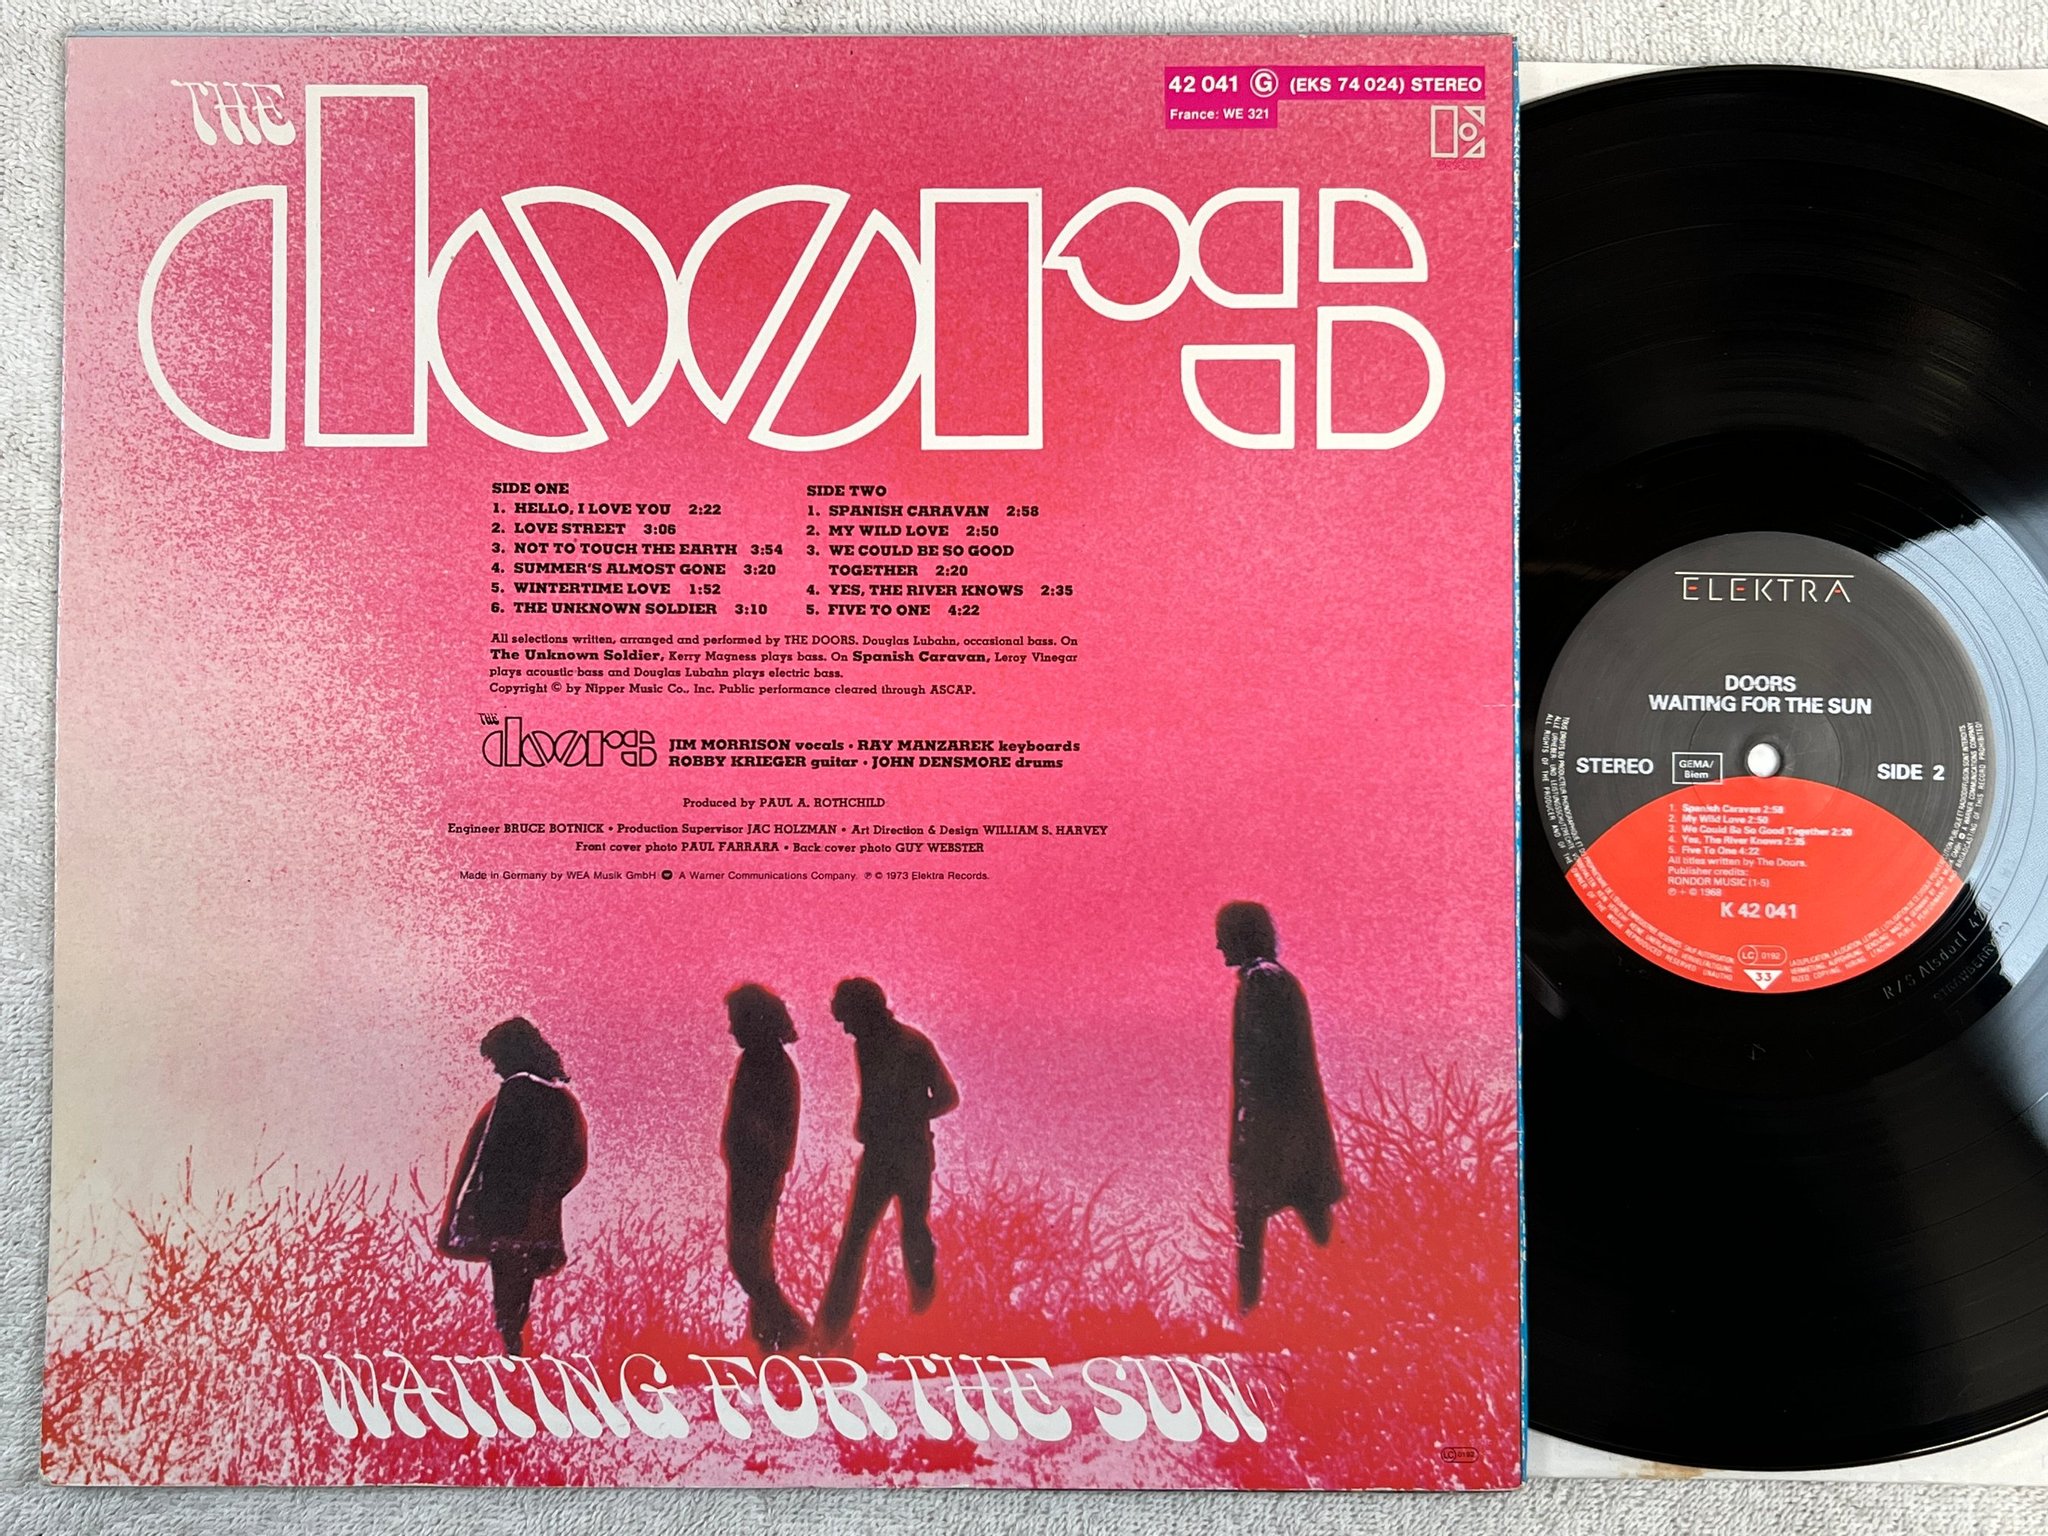 THE
doors
42 041 G (EKS 74 024) STEREO
France: WE 321
SIDE ONE
1. HELLO, I LOVE YOU 2:22
2. LOVE STREET 3:06
3. NOT TO TOUCH THE EARTH 3:54
4. SUMMER'S ALMOST GONE 3:20
5. WINTERTIME LOVE 1:52
6. THE UNKNOWN SOLDIER 3:10
SIDE TWO
1. SPANISH CARAVAN 2:58
2. MY WILD LOVE 2:50
3. WE COULD BE SO GOOD
TOGETHER 2:20
4. YES, THE RIVER KNOWS 2:35
5. FIVE TO ONE 4:22
All selections written, arranged and performed by THE DOORS. Douglas Lubahn, occasional bass. On
The Unknown Soldier, Kerry Magness plays bass. On Spanish Caravan, Leroy Vinegar
plays acoustic bass and Douglas Lubahn plays electric bass.
Copyright © by Nipper Music Co., Inc. Public performance cleared through ASCAP.
THE
doors
JIM MORRISON vocals • RAY MANZAREK keyboards
ROBBY KRIEGER guitar • JOHN DENSMORE drums
Produced by PAUL A. ROTHCHILD
Engineer BRUCE BOTNICK • Production Supervisor JAC HOLZMAN • Art Direction & Design WILLIAM S. HARVEY
Front cover photo PAUL FARRARA • Back cover photo GUY WEBSTER
Made in Germany by WEA Musik GmbH A Warner Communications Company. ℗ © 1973 Elektra Records.
WAITING FOR THE SUN
LC 0192
ELEKTRA
DOORS
WAITING FOR THE SUN
STEREO
GEMA/
Biem
SIDE 2
1. Spanish Caravan 2:58
2. My Wild Love 2:50
3. We Could Ba So Good Together 2:20
4. Yes, The River Knows 2:35
5. Five To One 4:22
All titles written by The Doors.
Publisher credits:
RONDOR MUSIC (1-5)
℗ + © 1968
K 42 041
LC 0192
33
R/S Alsdorf